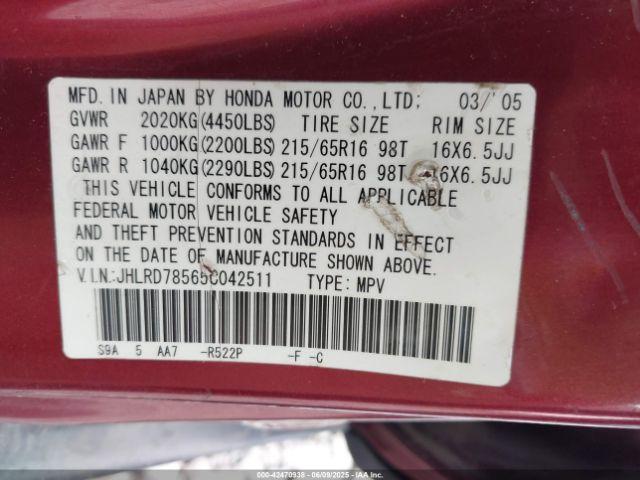 MFD. IN JAPAN BY HONDA MOTOR CO.,LTD; 03/'05
GVWR 2020KG(4450LBS) TIRE SIZE RIM SIZE
GAWR F 1000KG(2200LBS) 215/65R16 98T 16X6.5JJ
GAWR R 1040KG(2290LBS) 215/65R16 98T 16X6.5JJ
THIS VEHICLE CONFORMS TO ALL APPLICABLE
FEDERAL MOTOR VEHICLE SAFETY
AND THEFT PREVENTION STANDARDS IN EFFECT
ON THE DATE OF MANUFACTURE SHOWN ABOVE.
V.I.N.:JHLRD78565C042511 TYPE: MPV
S9A 5 AA7 -R522P -F -C
000-42470938 - 06/09/2025 - IAAI.com